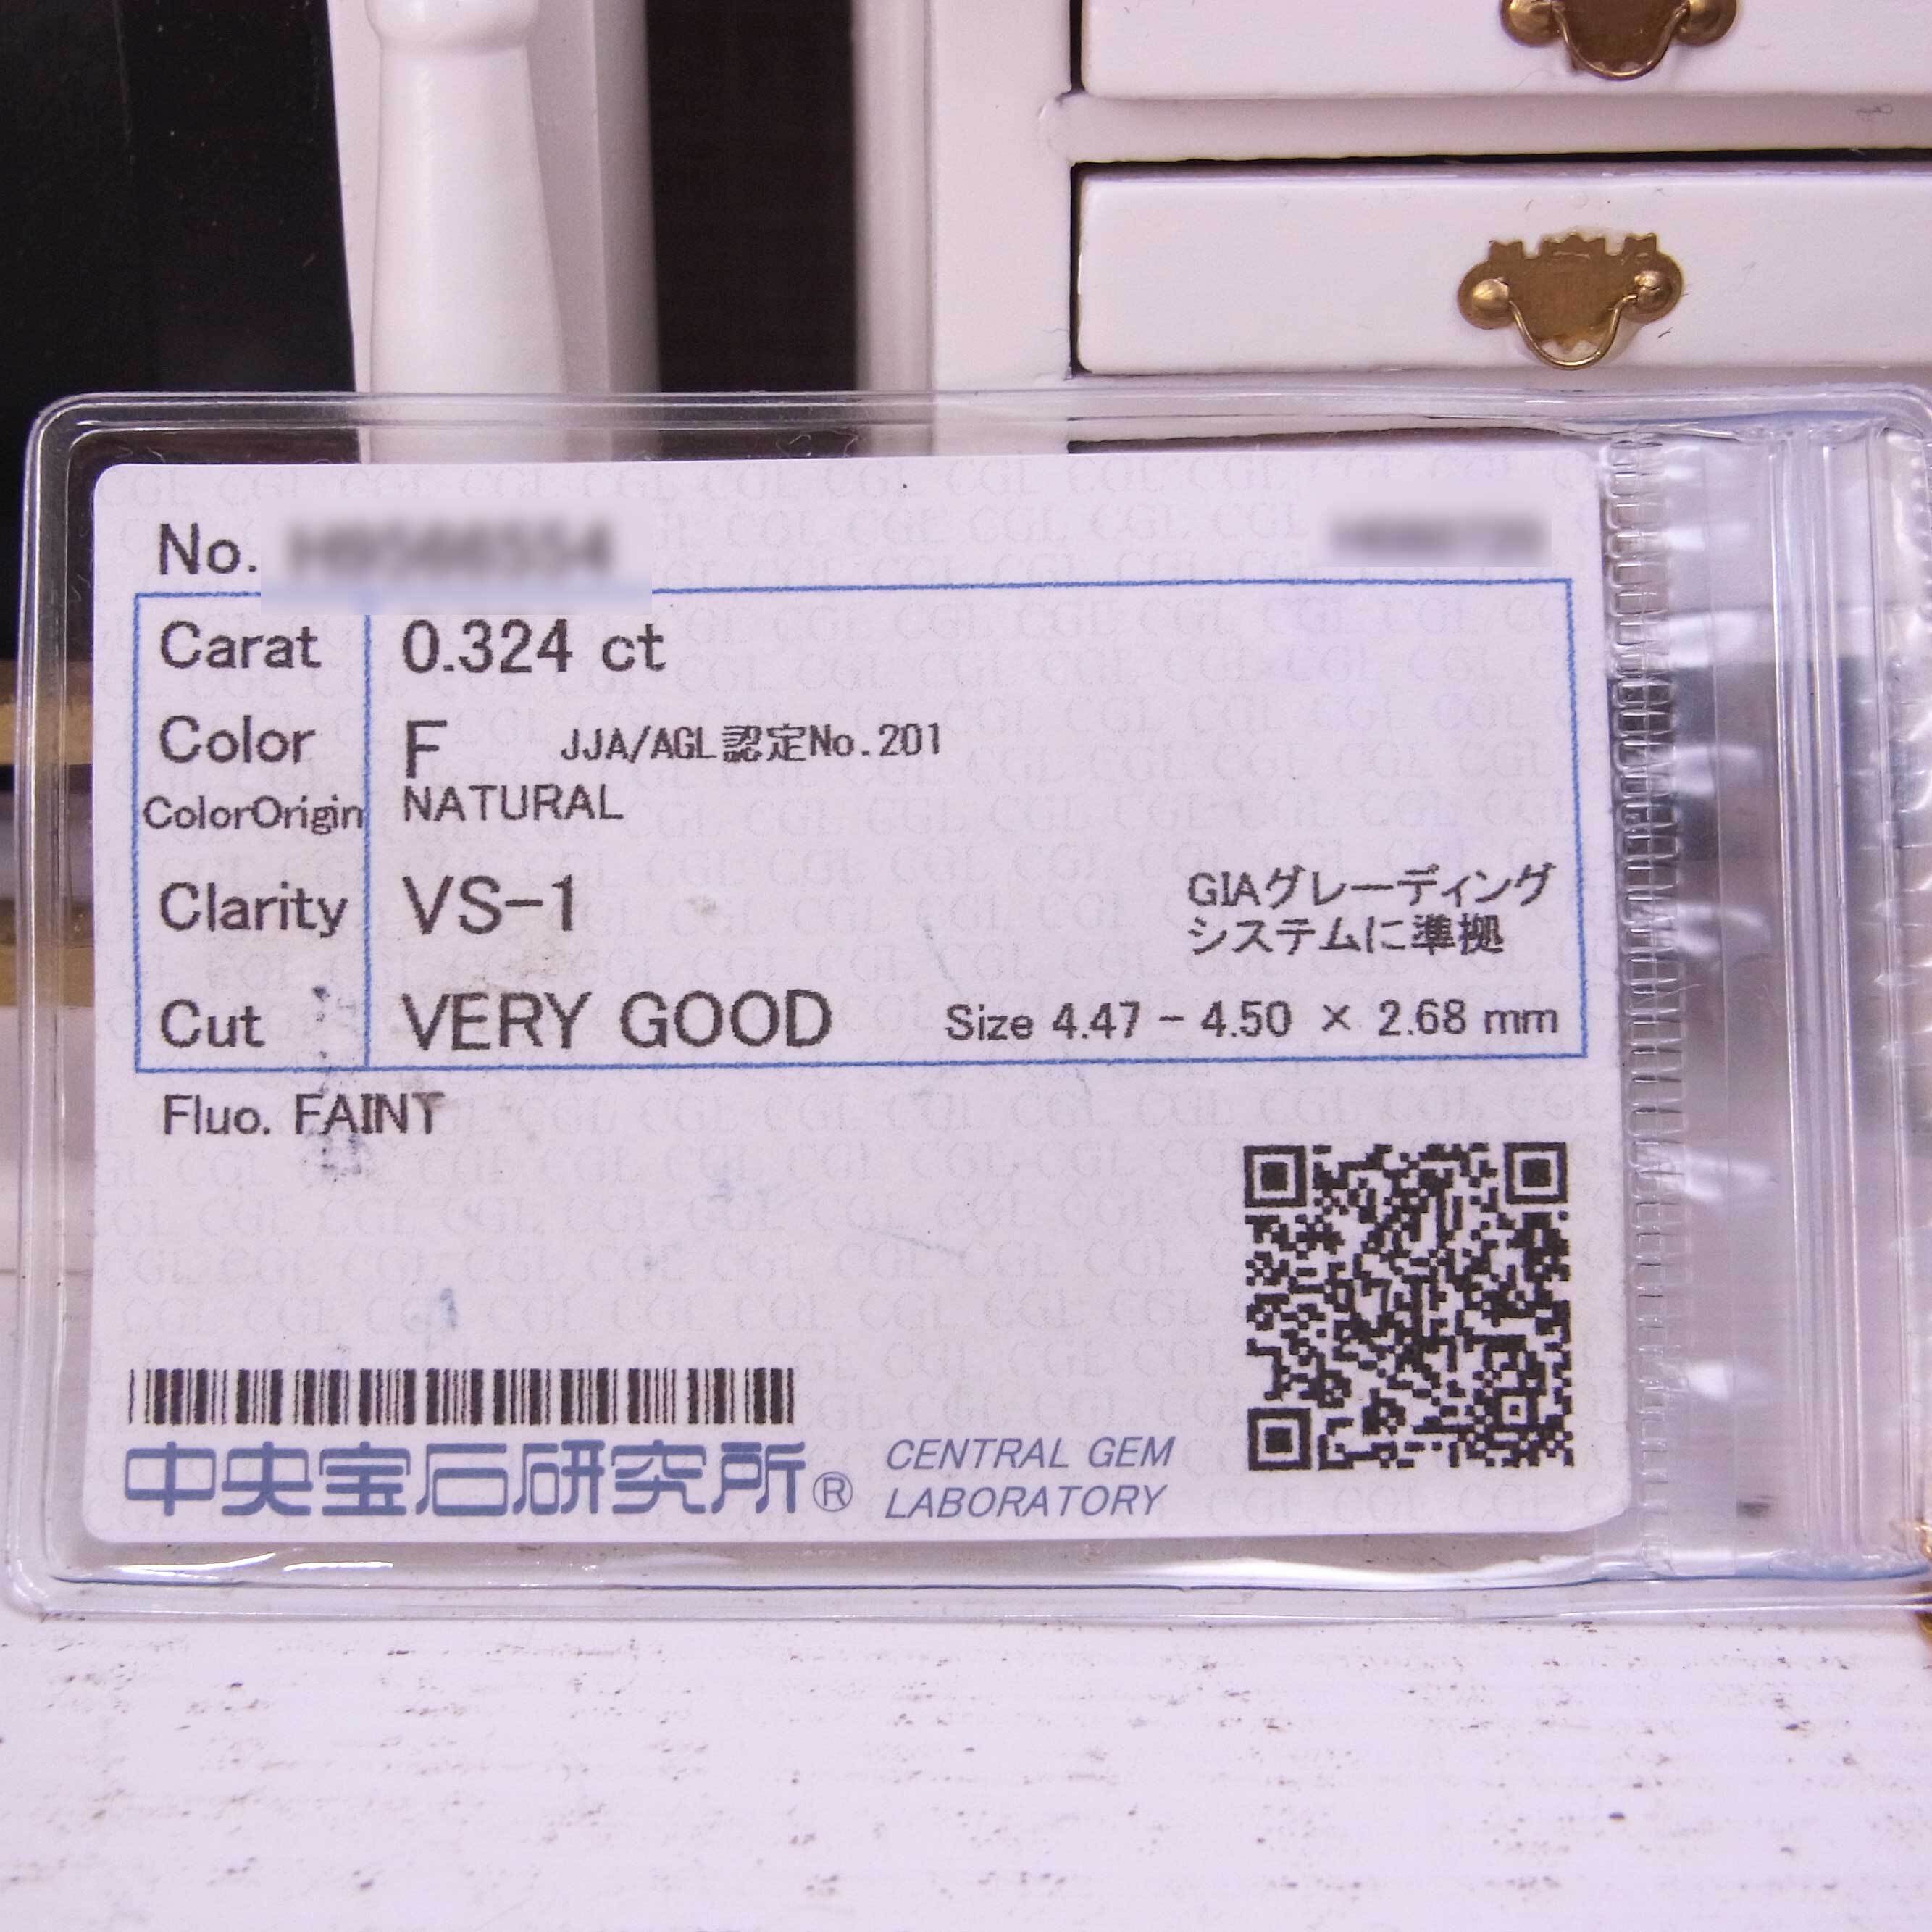 No.
Carat 0.324 ct
Color F JJA/AGL認定No.201
ColorOrigin NATURAL
Clarity VS-1 GIAグレーディング
システムに準拠
Cut VERY GOOD Size 4.47 - 4.50 × 2.68 mm
Fluo. FAINT
中央宝石研究所® CENTRAL GEM
LABORATORY